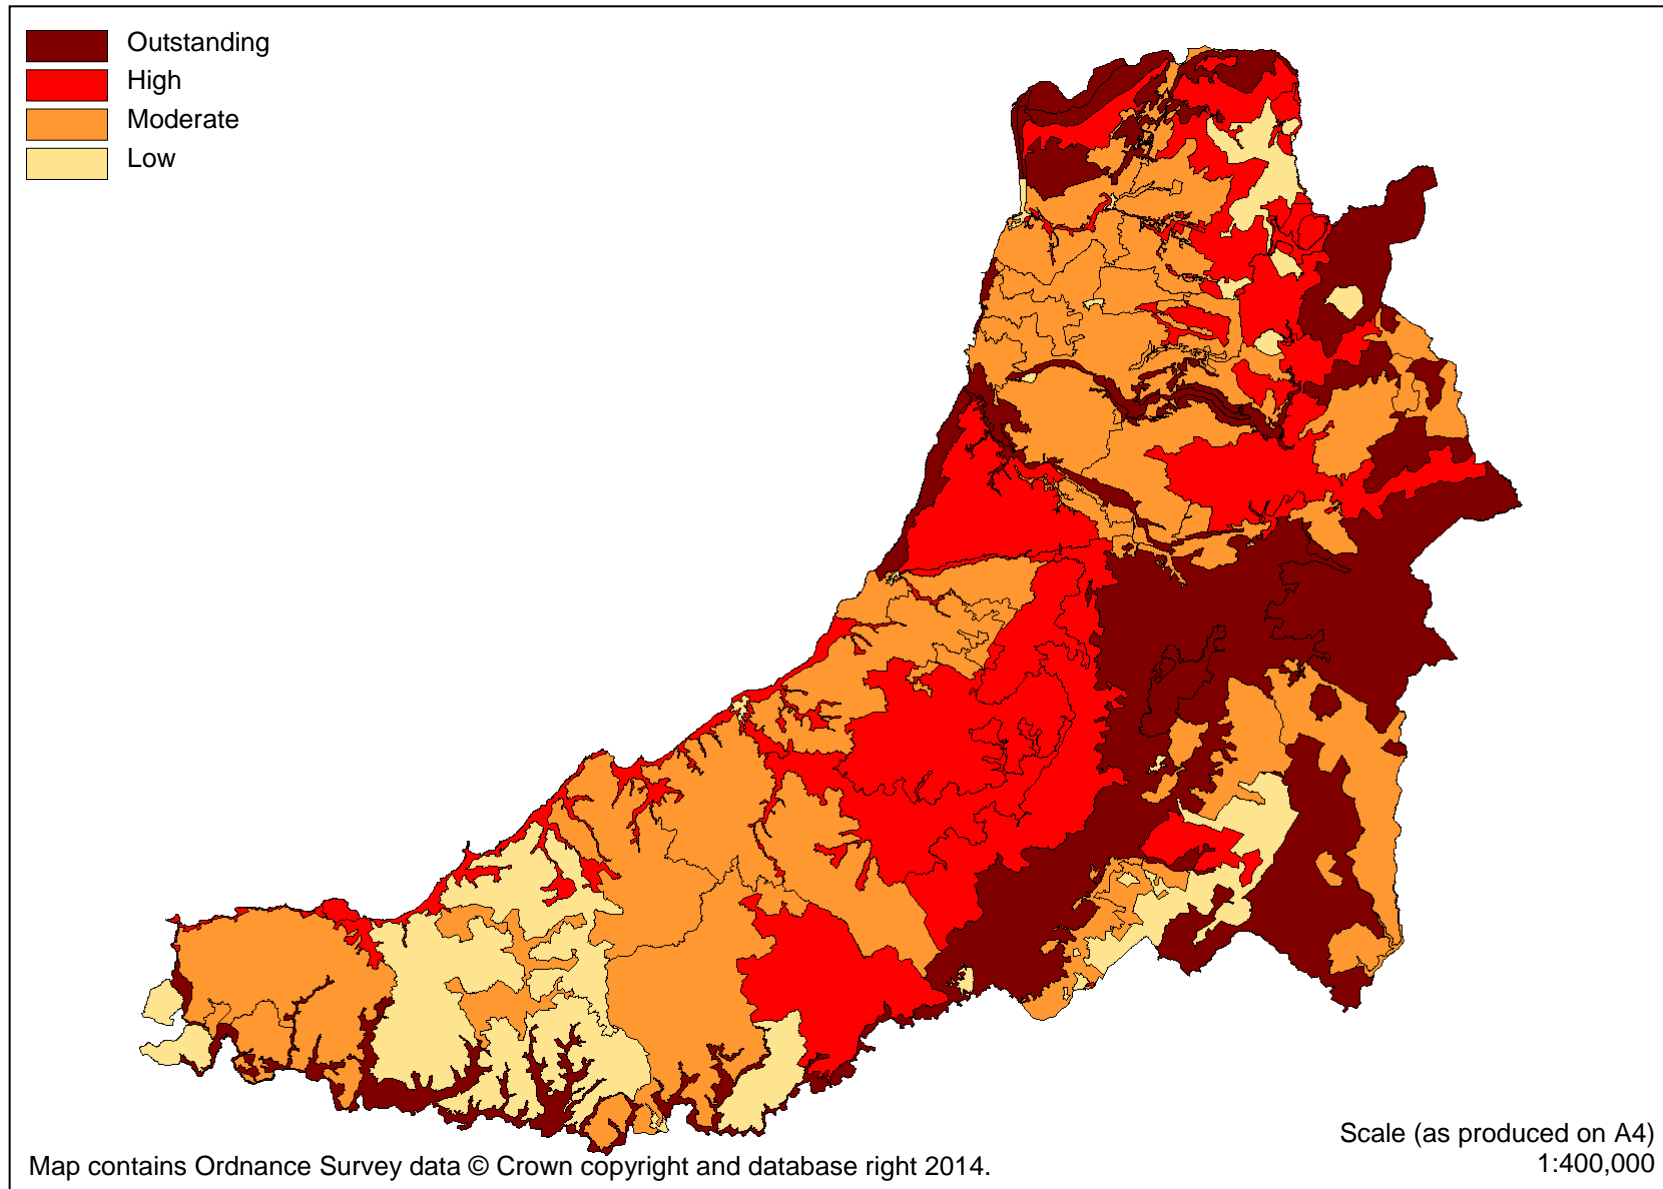 Outstanding
High
Moderate
Low
Scale (as produced on A4)
1:400,000
Map contains Ordnance Survey data © Crown copyright and database right 2014.